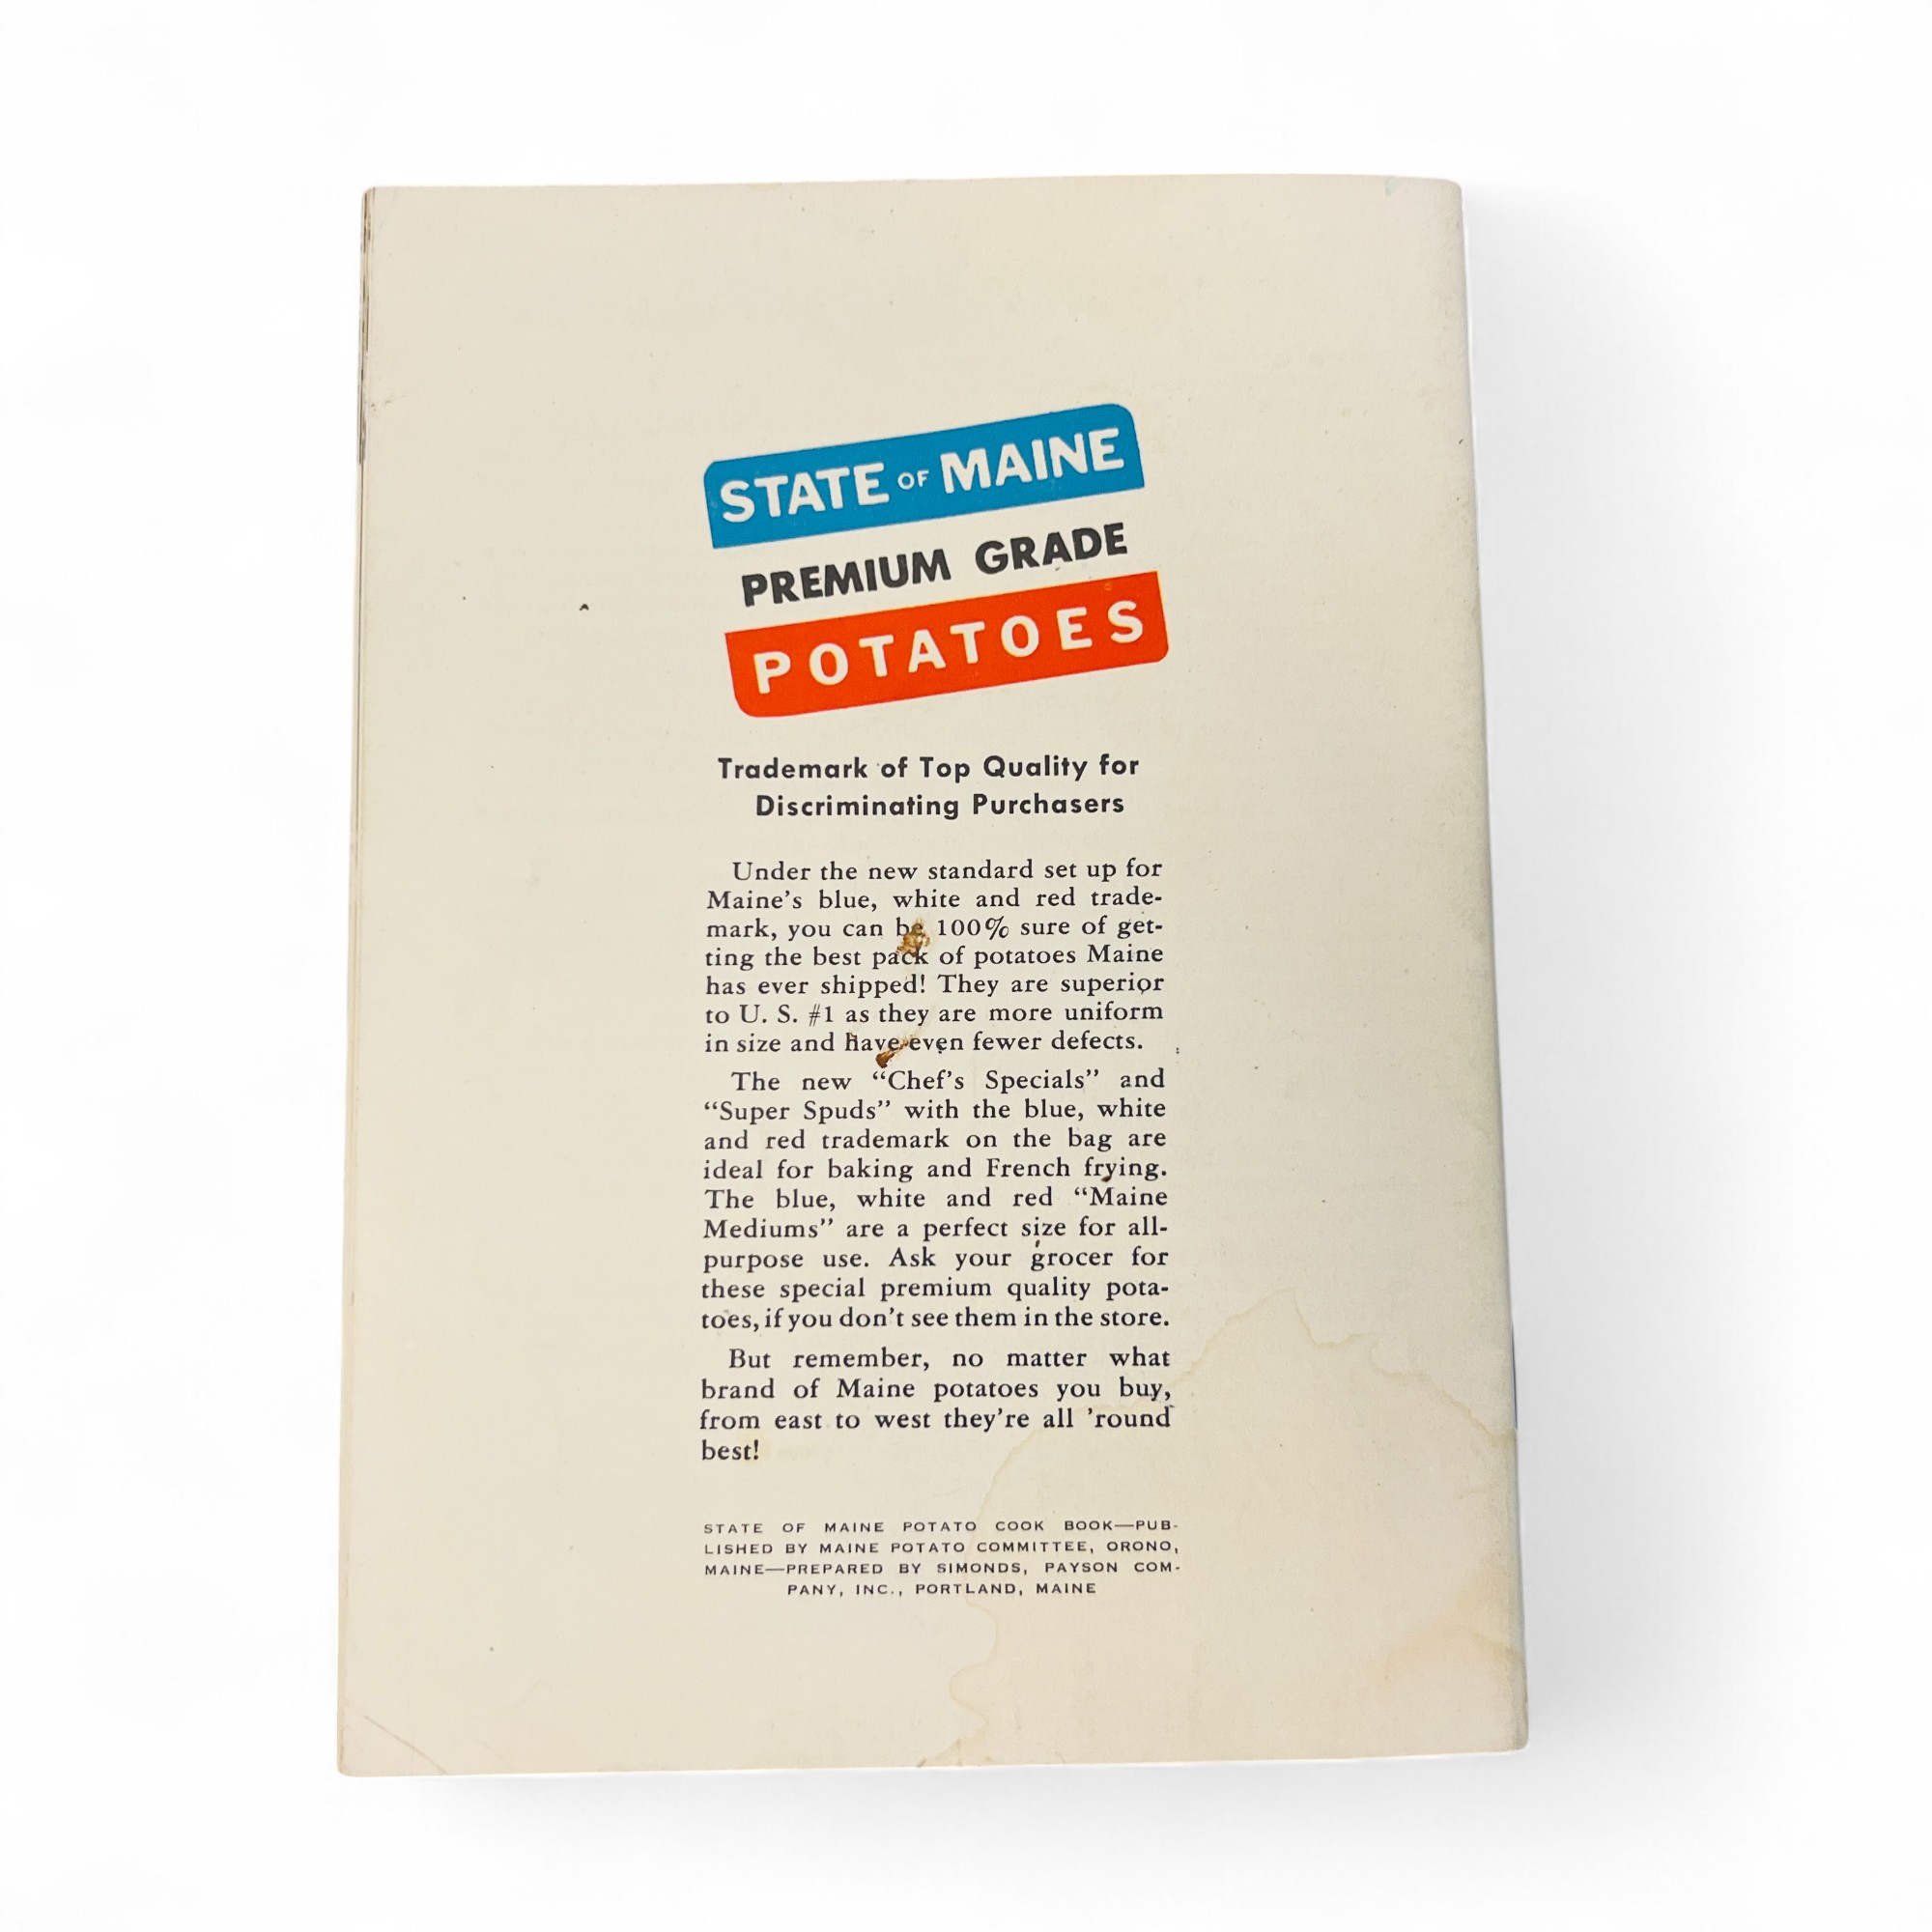 STATE OF MAINE
PREMIUM GRADE
POTATOES
Trademark of Top Quality for
Discriminating Purchasers
Under the new standard set up for
Maine's blue, white and red trade-
mark, you can be 100% sure of get-
ting the best pack of potatoes Maine
has ever shipped! They are superior
to U. S. #1 as they are more uniform
in size and have even fewer defects.
The new “Chef's Specials” and
“Super Spuds” with the blue, white
and red trademark on the bag are
ideal for baking and French frying.
The blue, white and red “Maine
Mediums” are a perfect size for all-
purpose use. Ask your grocer for
these special premium quality pota-
toes, if you don't see them in the store.
But remember, no matter what
brand of Maine potatoes you buy,
from east to west they're all 'round
best!
STATE OF MAINE POTATO COOK BOOK—PUB-
LISHED BY MAINE POTATO COMMITTEE, ORONO,
MAINE—PREPARED BY SIMONDS, PAYSON COM-
PANY, INC., PORTLAND, MAINE